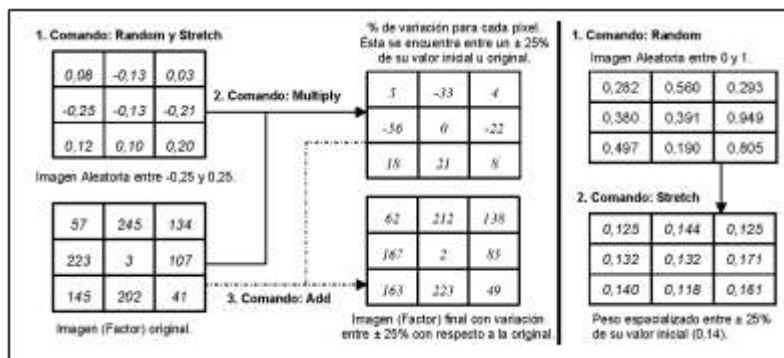 1. Comando: Random y Stretch
0,08 -0,13 0,03
-0,25 -0,13 -0,21
0,12 0,10 0,20
Imagen Aleatoria entre -0,25 y 0,25.
57 245 134
223 3 107
145 202 41
Imagen (Factor) original.
2. Comando: Multiply
3. Comando: Add
% de variación para cada pixel.
Ésta se encuentra entre un ± 25%
de su valor inicial u original.
5 -33 4
-56 0 -22
18 21 8
62 212 138
167 2 85
163 223 49
Imagen (Factor) final con variación
entre ± 25% con respecto a la original.
1. Comando: Random
Imagen Aleatoria entre 0 y 1.
0,282 0,560 0,293
0,380 0,391 0,949
0,497 0,190 0,805
2. Comando: Stretch
0,125 0,144 0,125
0,132 0,132 0,171
0,140 0,118 0,161
Peso espacializado entre ± 25%
de su valor inicial (0,14).